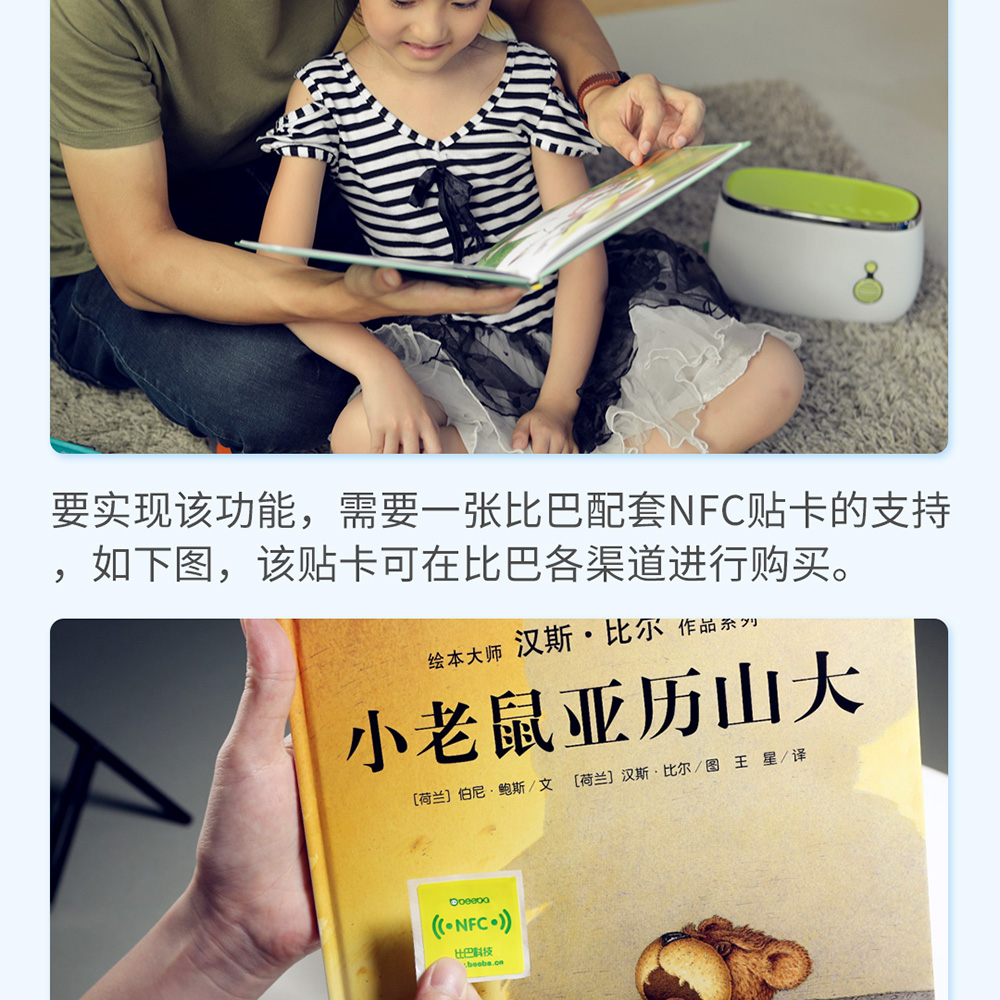 要实现该功能，需要一张比巴配套NFC贴卡的支持
，如下图，该贴卡可在比巴各渠道进行购买。
绘本大师 汉斯·比尔 作品系列
小老鼠亚历山大
［荷兰］伯尼·鲍斯/文 ［荷兰］汉斯·比尔/图 王 星/译
NFC
比巴科技